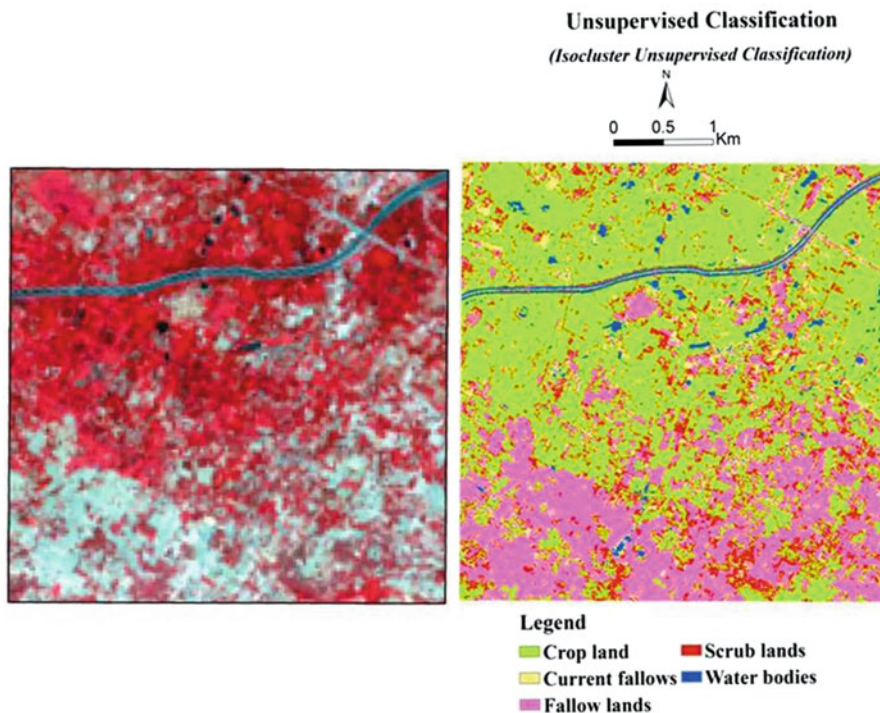 Unsupervised Classification
(Isocluster Unsupervised Classification)
N
0 0.5 1
Km
Legend
Crop land
Scrub lands
Current fallows
Water bodies
Fallow lands